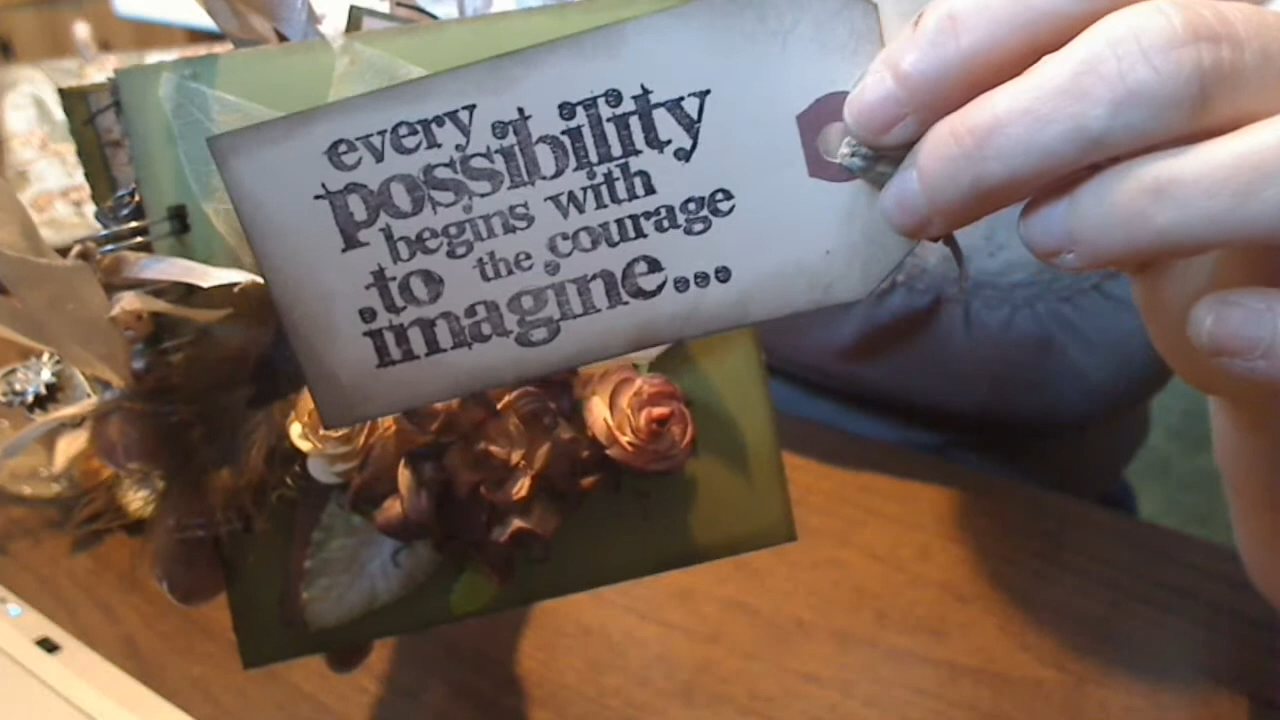 every
possibility
begins with
.to the courage
imagine...